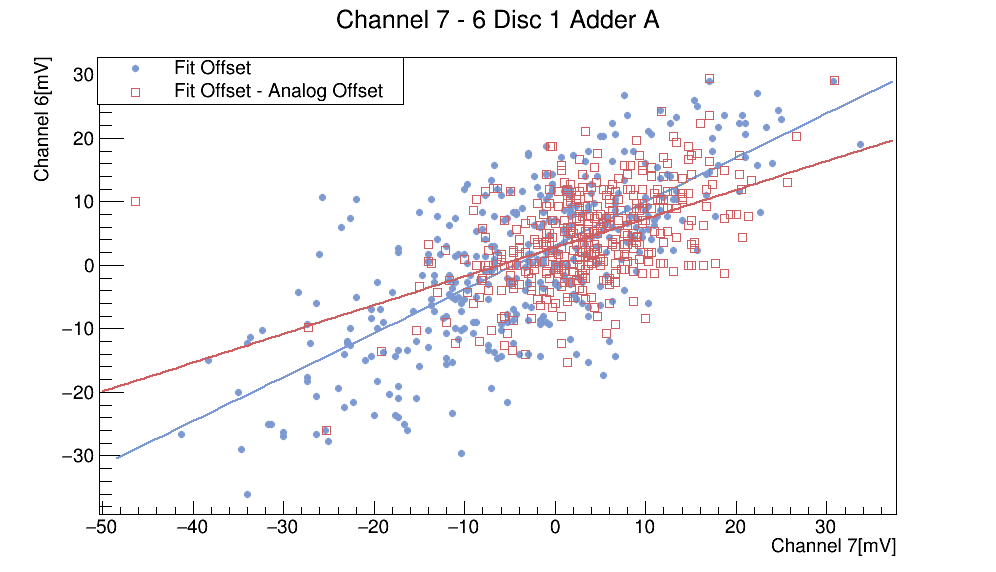 Channel 7 - 6 Disc 1 Adder A
Fit Offset
Fit Offset - Analog Offset
Channel 6[mV]
30
20
10
0
−10
−20
−30
−50 −40 −30 −20 −10 0 10 20 30
Channel 7[mV]